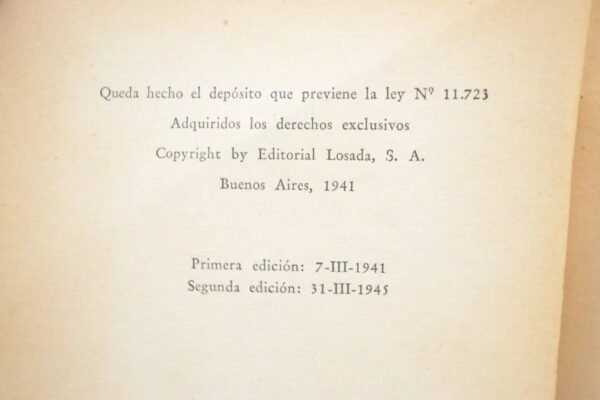 Queda hecho el depósito que previene la ley Nº 11.723
Adquiridos los derechos exclusivos
Copyright by Editorial Losada, S. A.
Buenos Aires, 1941
Primera edición: 7-III-1941
Segunda edición: 31-III-1945